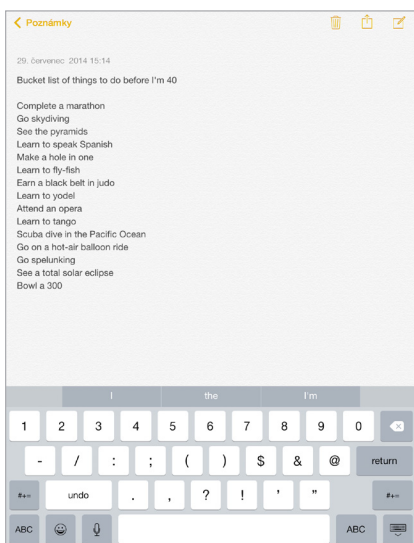 Poznámky
29. červenec 2014 15:14
Bucket list of things to do before I'm 40
Complete a marathon
Go skydiving
See the pyramids
Learn to speak Spanish
Make a hole in one
Learn to fly-fish
Earn a black belt in judo
Learn to yodel
Attend an opera
Learn to tango
Scuba dive in the Pacific Ocean
Go on a hot-air balloon ride
Go spelunking
See a total solar eclipse
Bowl a 300
I the I'm
1 2 3 4 5 6 7 8 9 0
- / : ; ( ) $ & @ return
#+= undo . , ? ! ' " #+=
ABC ABC